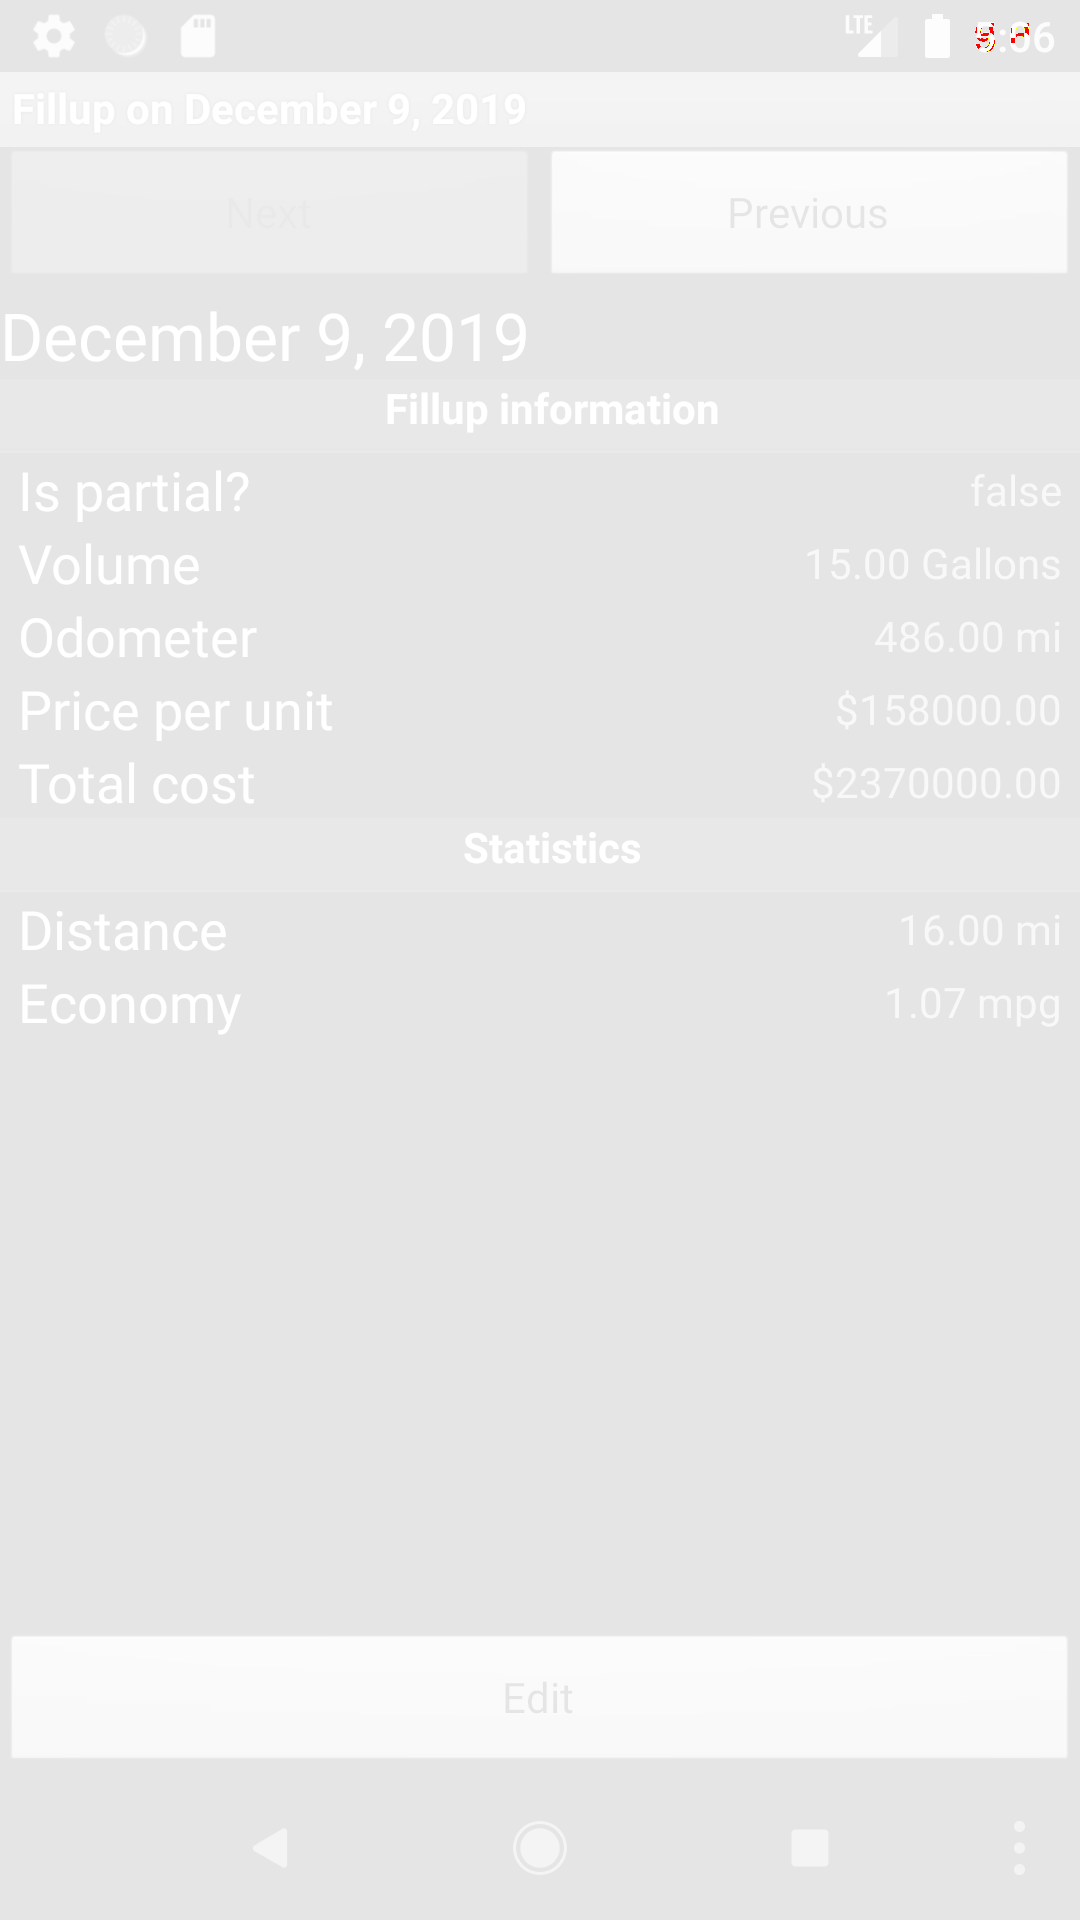 LTE
Fillup on December 9, 2019
Next Previous
December 9, 2019
Fillup information
Is partial? false
Volume 15.00 Gallons
Odometer 486.00 mi
Price per unit $158000.00
Total cost $2370000.00
Statistics
Distance 16.00 mi
Economy 1.07 mpg
Edit